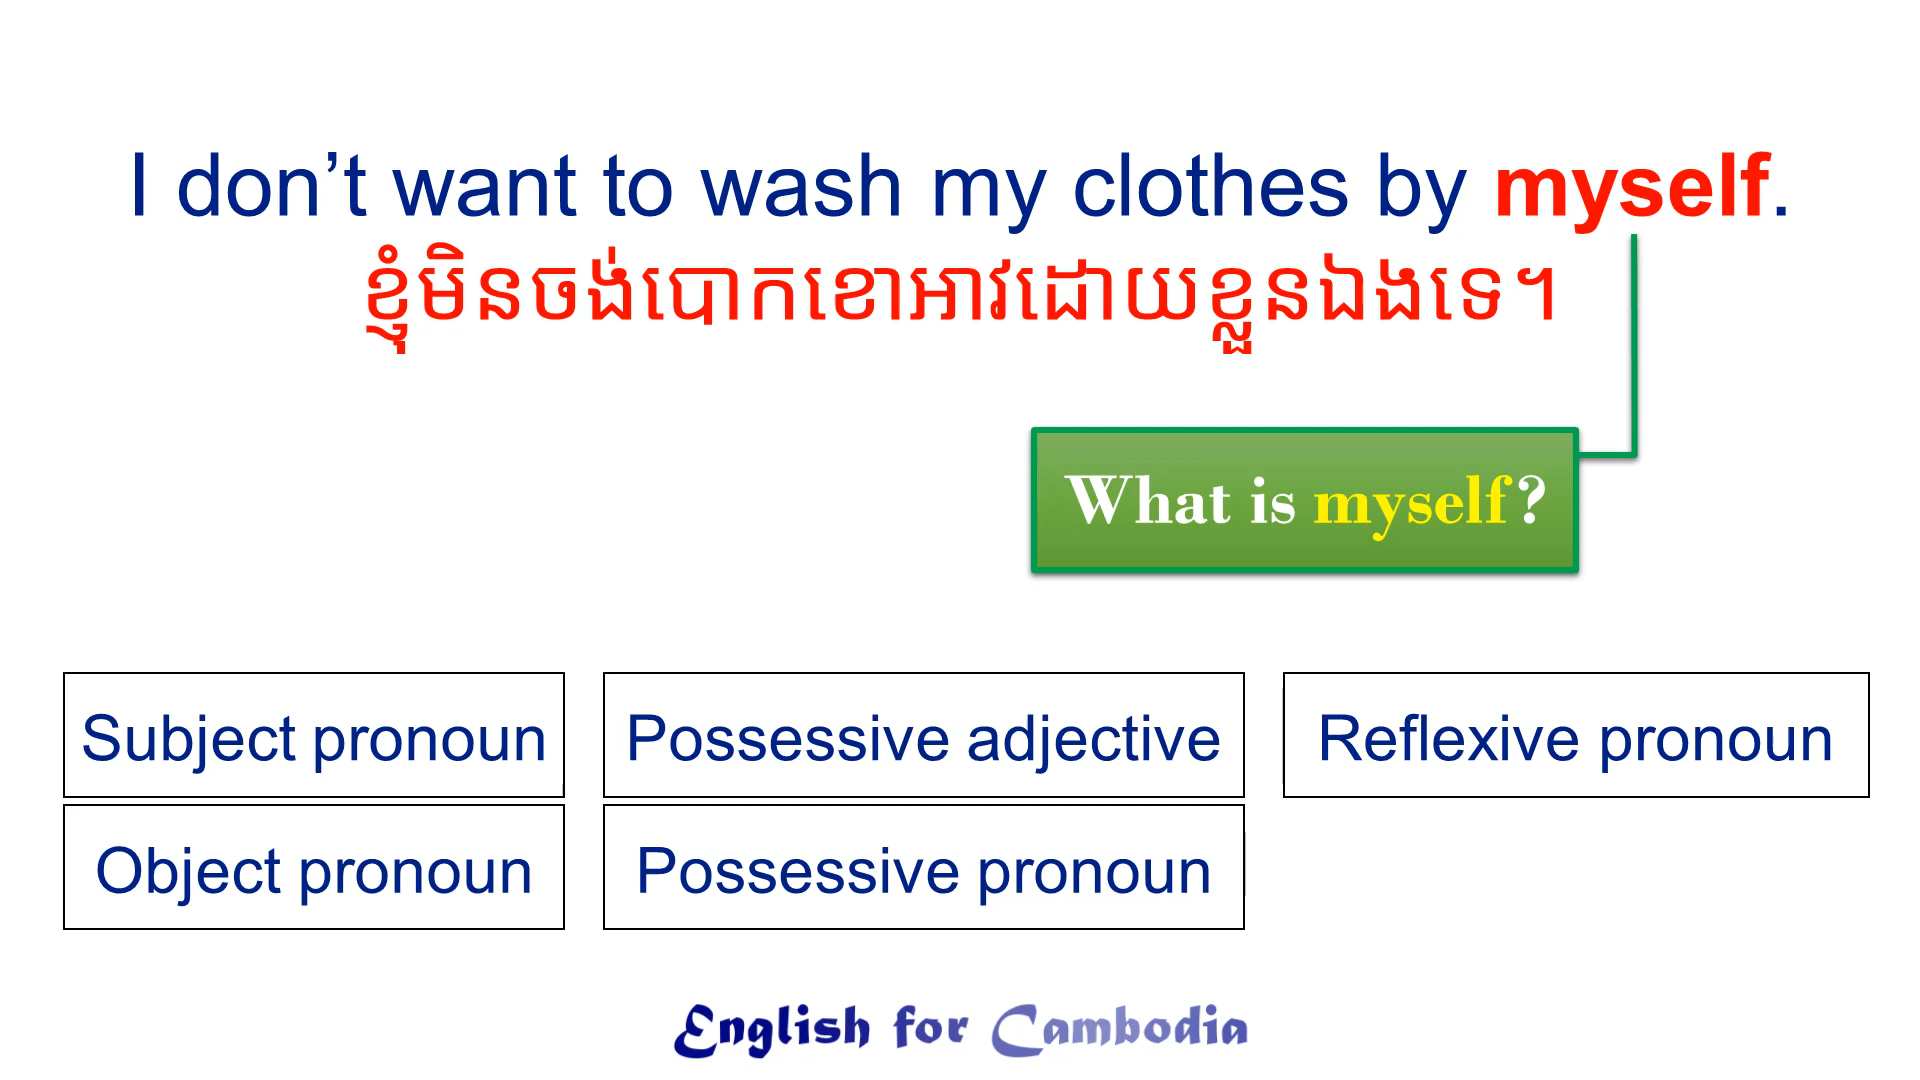 I don’t want to wash my clothes by myself.
ខ្ញុំមិនចង់បោកខោអាវដោយខ្លួនឯងទេ។
What is myself?
Subject pronoun
Possessive adjective
Reflexive pronoun
Object pronoun
Possessive pronoun
English for Cambodia